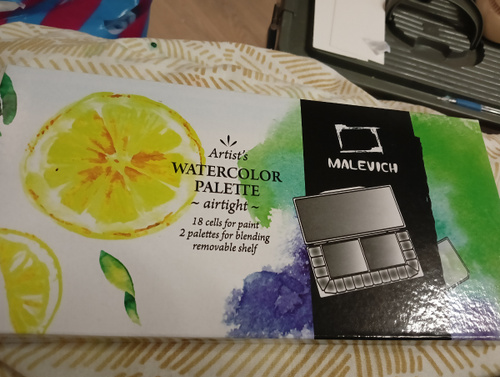 Artist's
WATERCOLOR
PALETTE
~ airtight ~
18 cells for paint
2 palettes for blending
removable shelf
MALEVICH